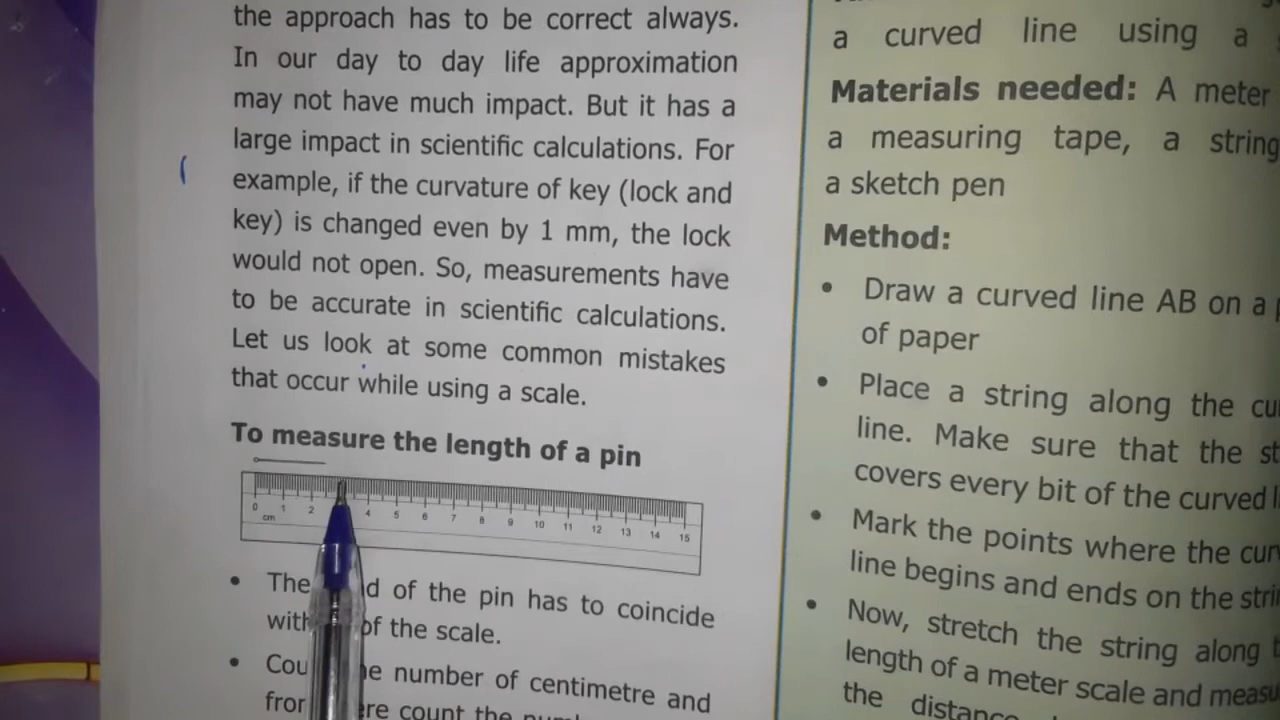 the approach has to be correct always.
In our day to day life approximation
may not have much impact. But it has a
large impact in scientific calculations. For
example, if the curvature of key (lock and
key) is changed even by 1 mm, the lock
would not open. So, measurements have
to be accurate in scientific calculations.
Let us look at some common mistakes
that occur while using a scale.
To measure the length of a pin
0 1 2 4 5 6 7 8 9 10 11 12 13 14 15
cm
• The of the pin has to coincide
with of the scale.
• number of centimetre and
count the
a curved line using a
Materials needed: A meter
a measuring tape, a string
a sketch pen
Method:
• Draw a curved line AB on a
of paper
• Place a string along the
line. Make sure that the
covers every bit of the curved
• Mark the points where the
line begins and ends on the
• Now, stretch the string along
length of a meter scale and
the